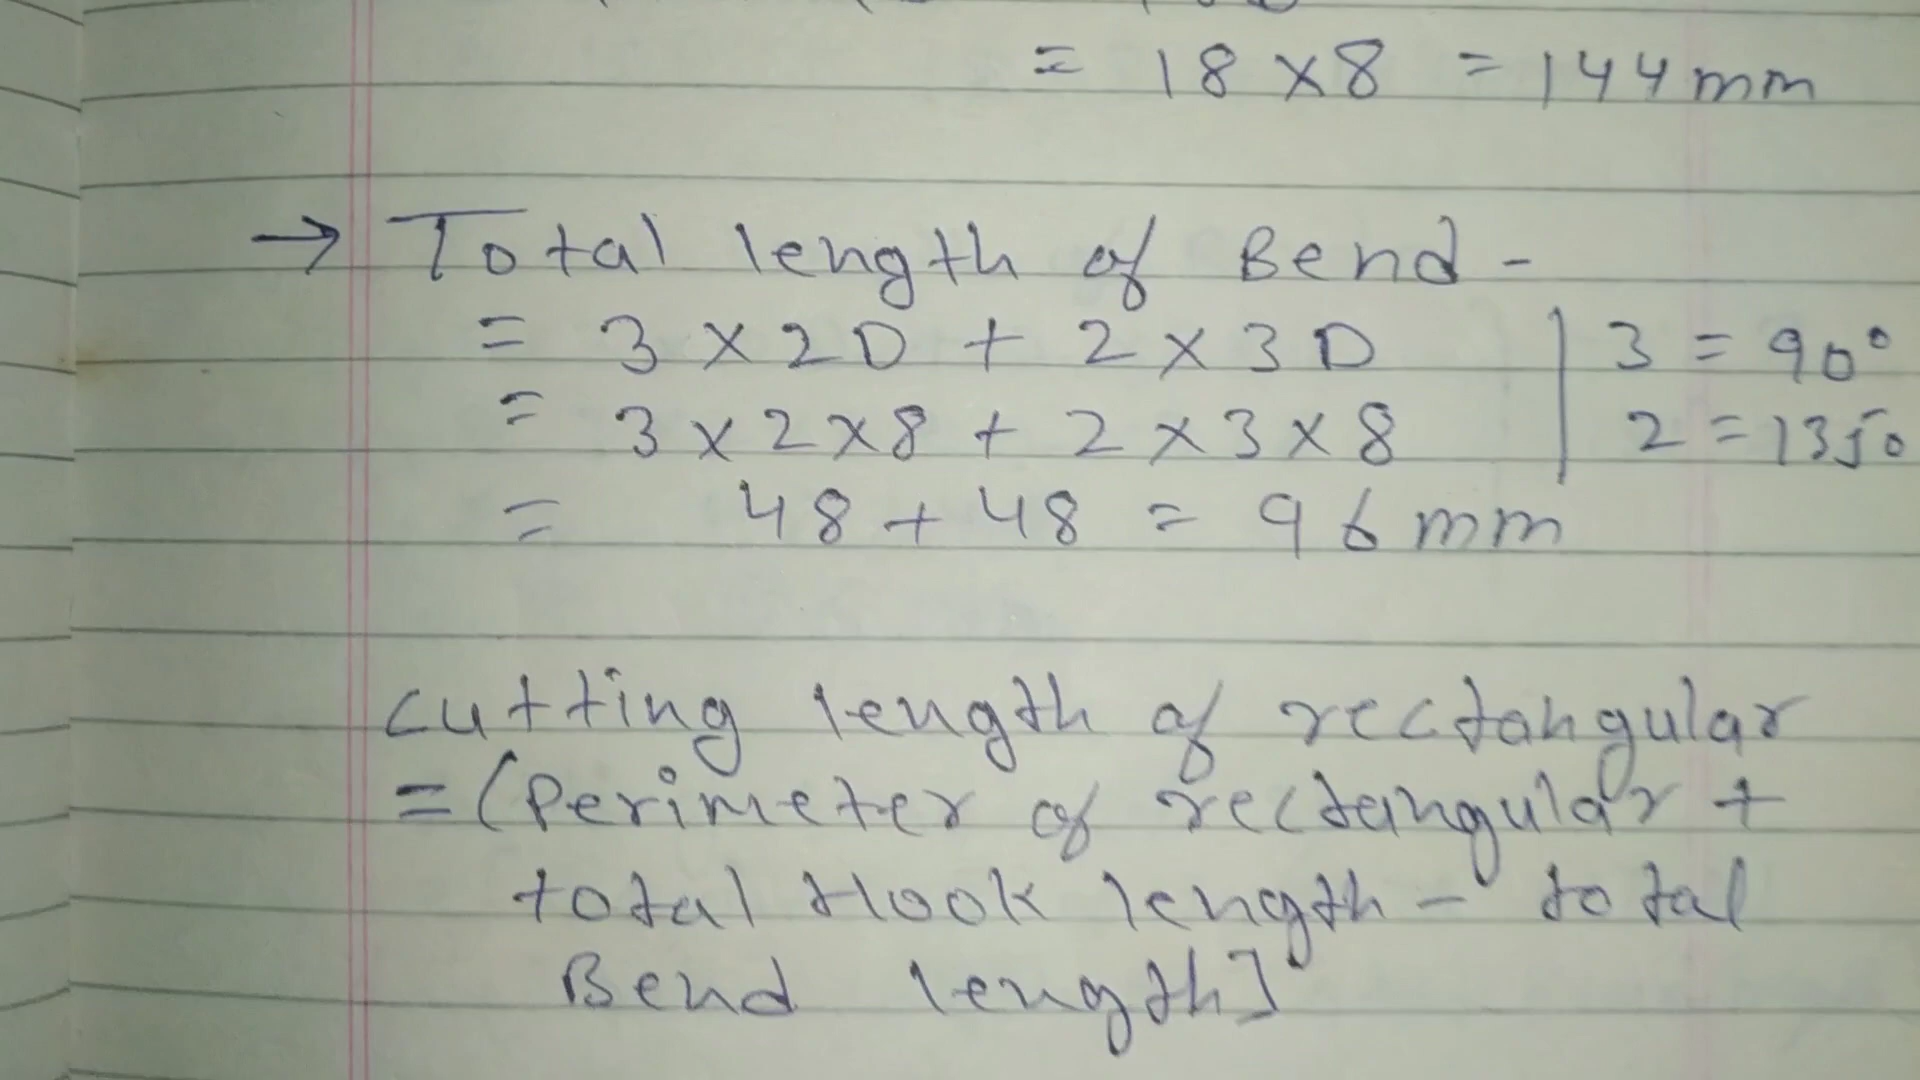 = 18 x 8 = 144 mm
→ Total length of Bend -
= 3 x 2D + 2 x 3D | 3 = 90°
= 3 x 2 x 8 + 2 x 3 x 8 | 2 = 135°
= 48 + 48 = 96 mm
cutting length of rectangular
= (Perimeter of rectangular +
total Hook length - total
Bend length]